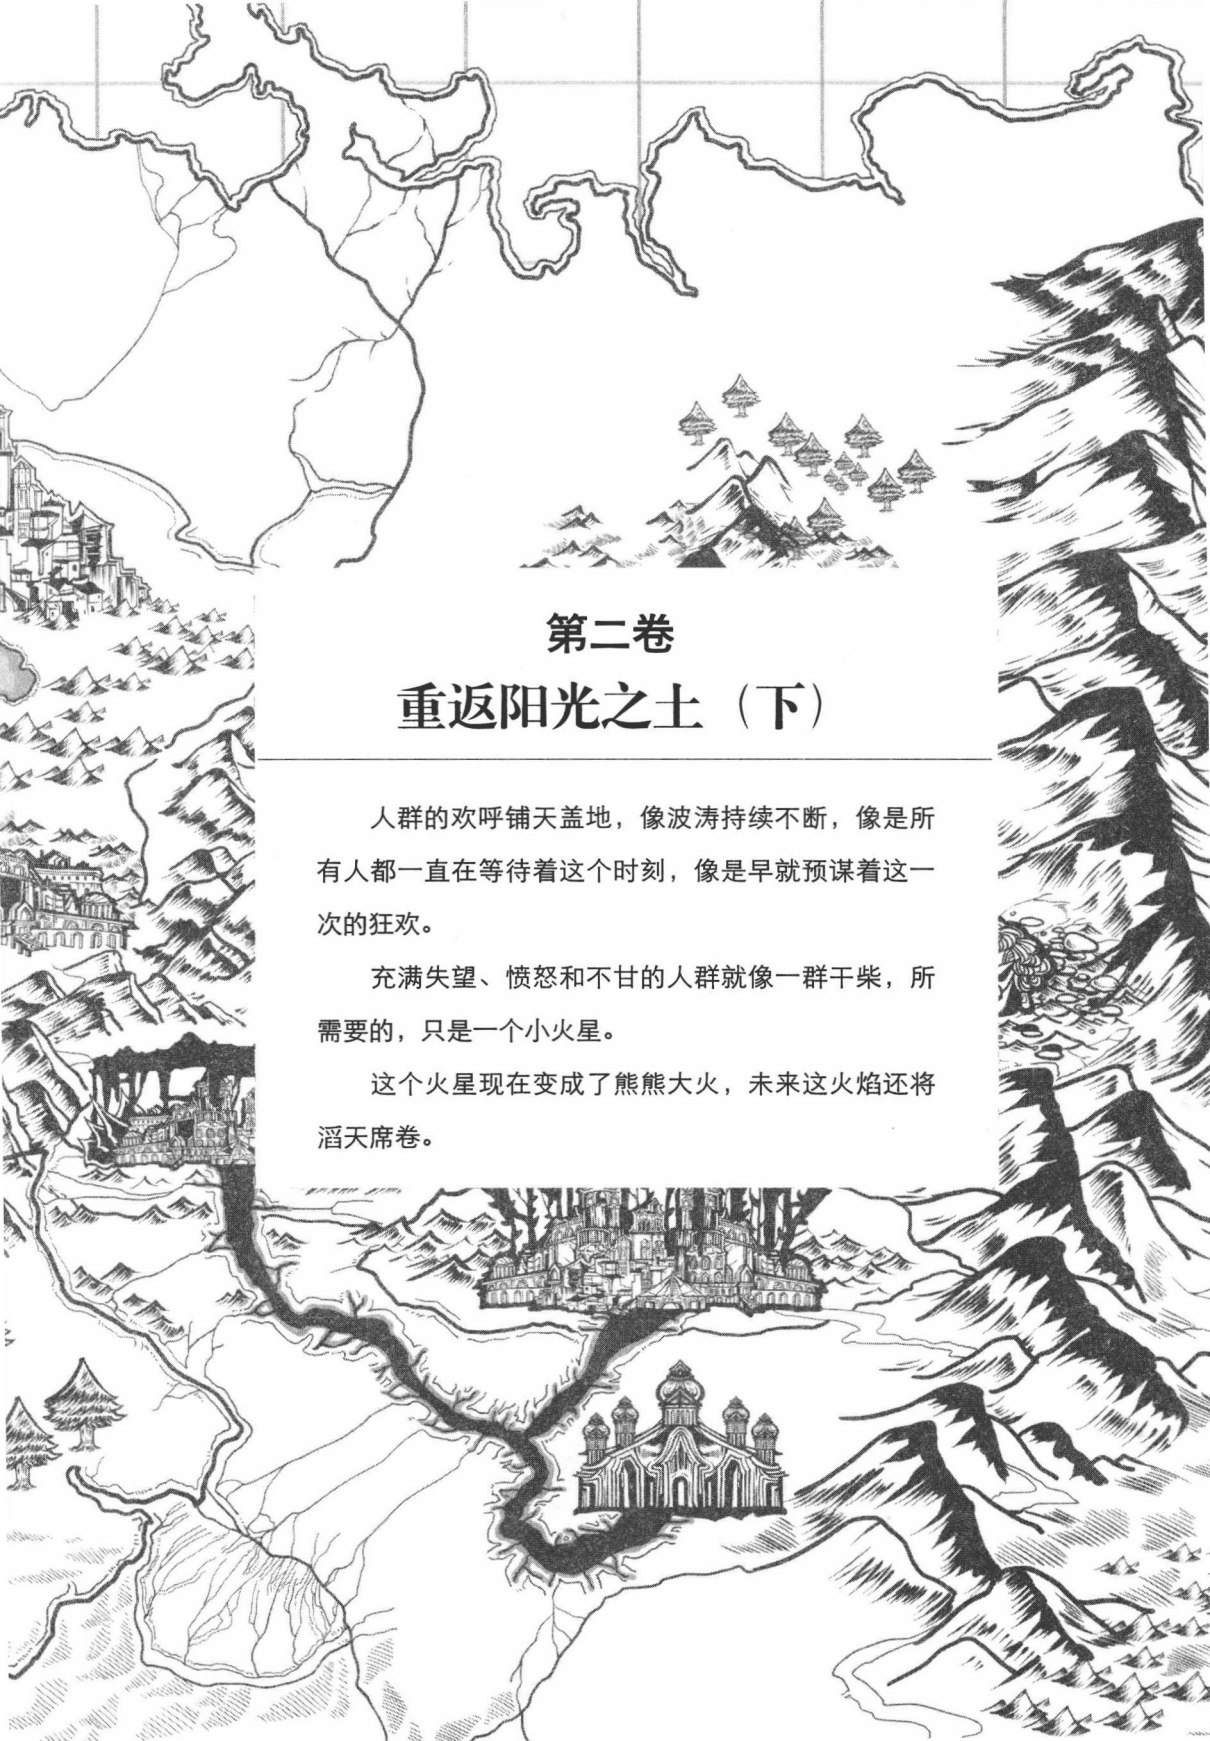 第二卷
重返阳光之土（下）
人群的欢呼铺天盖地，像波涛持续不断，像是所
有人都一直在等待着这个时刻，像是早就预谋着这一
次的狂欢。
充满失望、愤怒和不甘的人群就像一群干柴，所
需要的，只是一个小火星。
这个火星现在变成了熊熊大火，未来这火焰还将
滔天席卷。